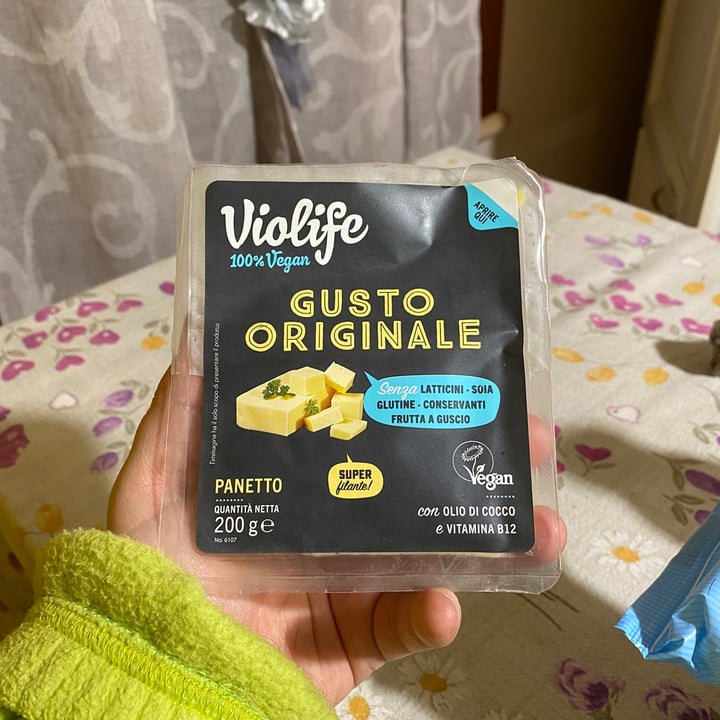 Violife
100% Vegan
APRIRE
QUI
GUSTO
ORIGINALE
Senza LATTICINI · SOIA
GLUTINE · CONSERVANTI
FRUTTA A GUSCIO
l'immagine ha il solo scopo di presentare il prodotto
SUPER
filante!
Vegan
PANETTO
QUANTITÀ NETTA
200 g e
No. 6107
con OLIO DI COCCO
e VITAMINA B12